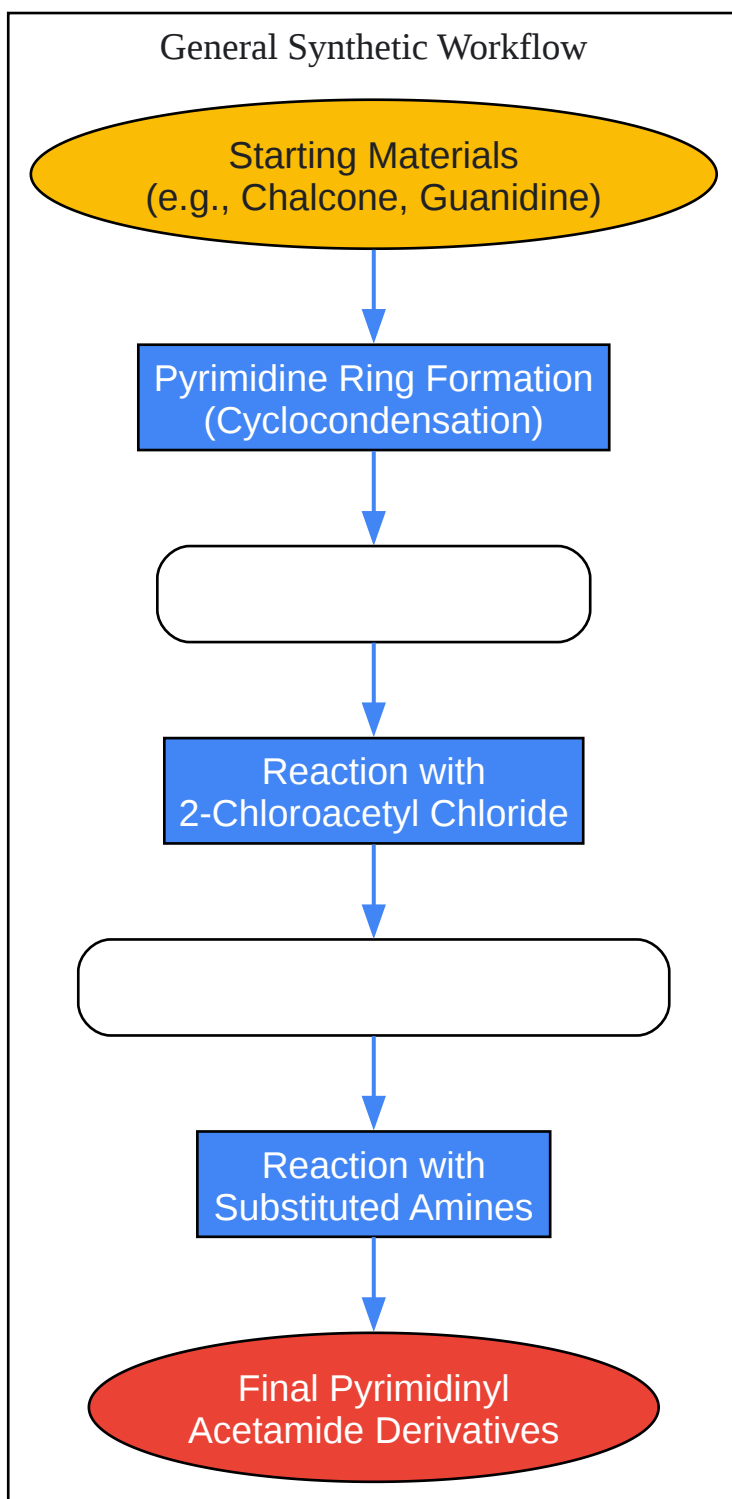 General Synthetic Workflow
Starting Materials
(e.g., Chalcone, Guanidine)
Pyrimidine Ring Formation
(Cyclocondensation)
Reaction with
2-Chloroacetyl Chloride
Reaction with
Substituted Amines
Final Pyrimidinyl
Acetamide Derivatives